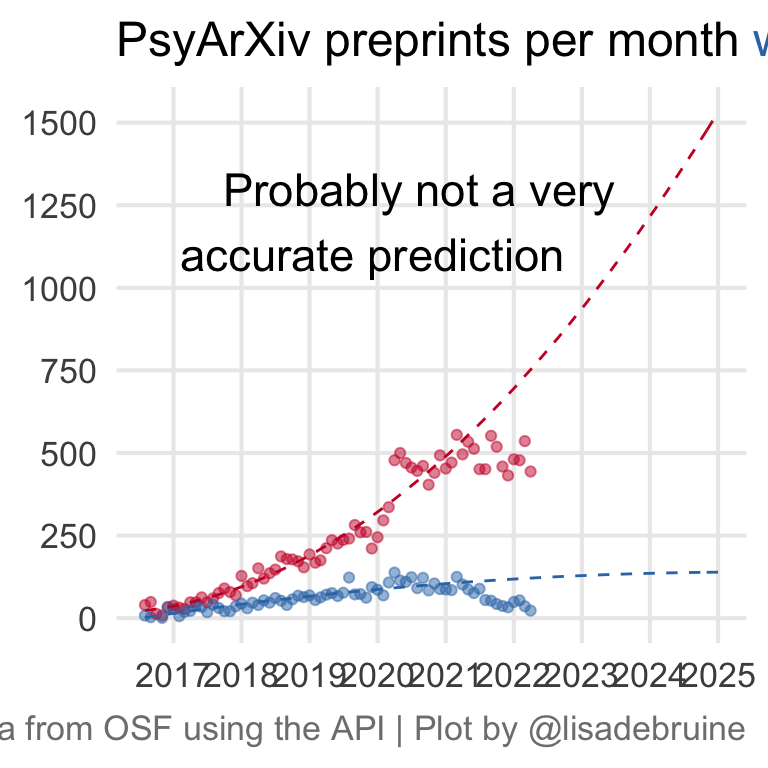 PsyArXiv preprints per month
1500
1250
1000
750
500
250
0
Probably not a very
accurate prediction
2017 2018 2019 2020 2021 2022 2023 2024 2025
from OSF using the API | Plot by @lisadebruine